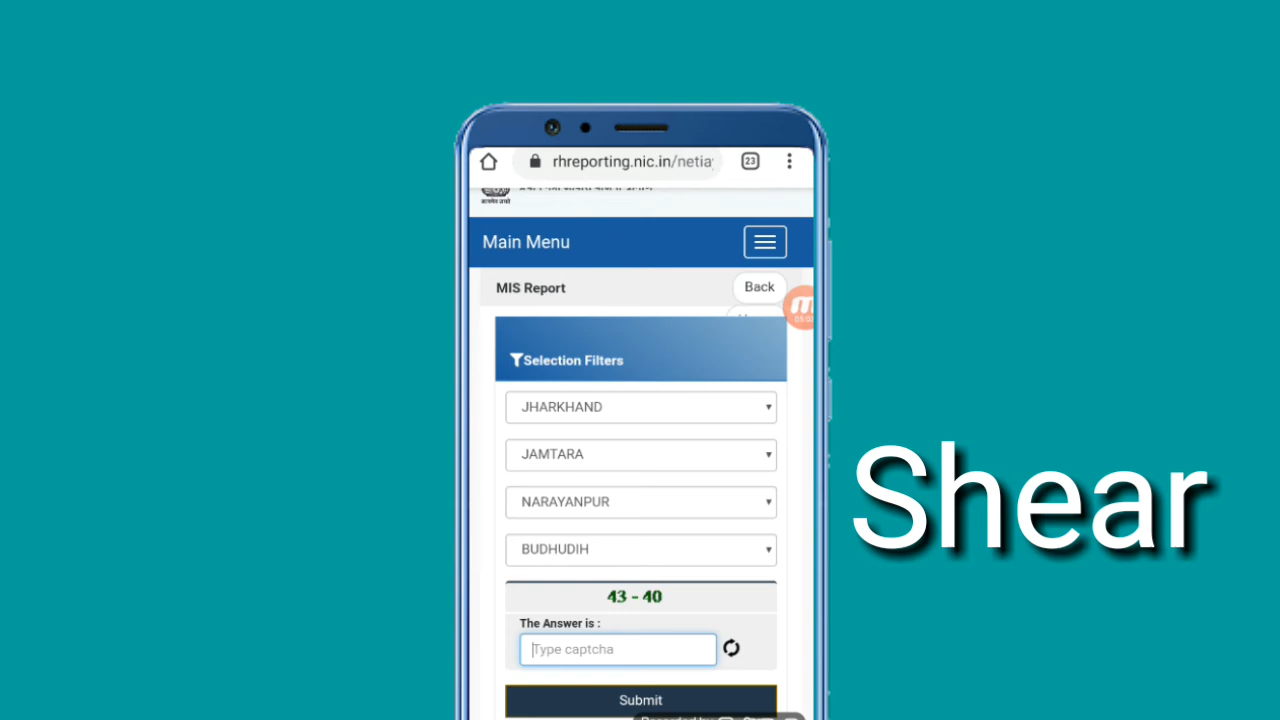 23
rhreporting.nic.in/netia
Main Menu
MIS Report
Back
Selection Filters
JHARKHAND
JAMTARA
NARAYANPUR
BUDHUDIH
43 - 40
The Answer is :
Type captcha
Submit
Shear